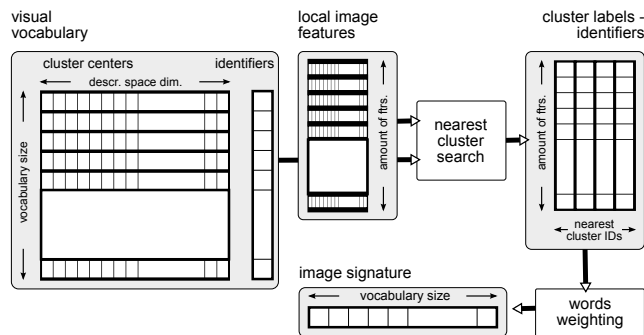 visual
vocabulary
local image
features
cluster labels -
identifiers
cluster centers
identifiers
descr. space dim.
vocabulary size
amount of ftrs.
nearest
cluster
search
amount of ftrs.
nearest
cluster IDs
image signature
vocabulary size
words
weighting